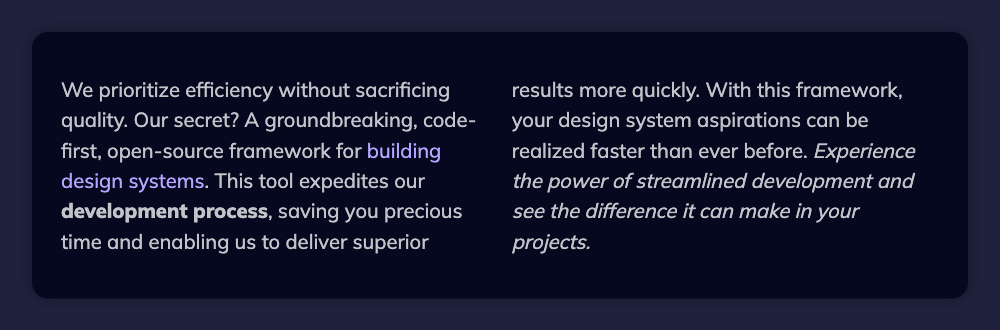 We prioritize efficiency without sacrificing
quality. Our secret? A groundbreaking, code-
first, open-source framework for building
design systems. This tool expedites our
development process, saving you precious
time and enabling us to deliver superior
results more quickly. With this framework,
your design system aspirations can be
realized faster than ever before. Experience
the power of streamlined development and
see the difference it can make in your
projects.